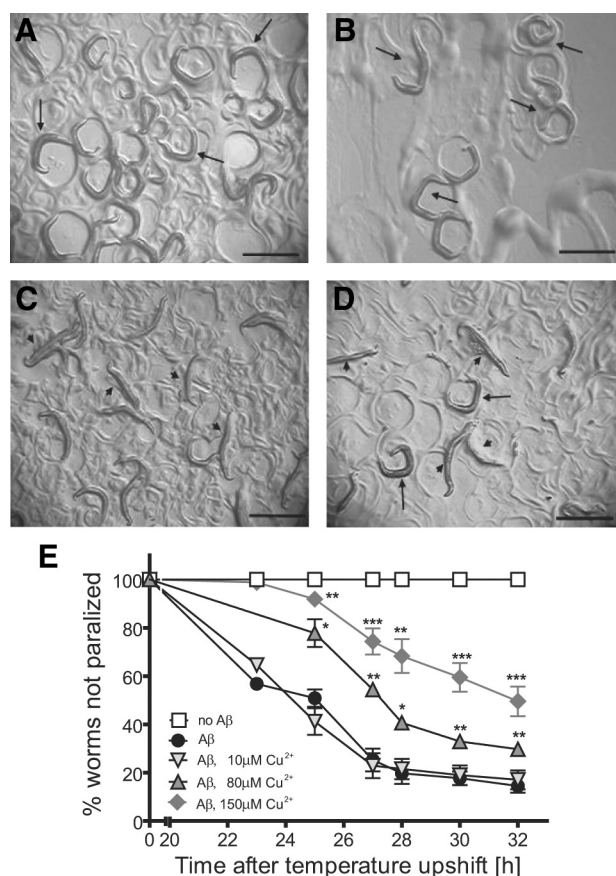 A
B
C
D
E
% worms not paralized
100
80
60
40
20
0
** 
*
***
**
**
*
***
**
***
**
no Aβ
Aβ
Aβ, 10μM Cu2+
Aβ, 80μM Cu2+
Aβ, 150μM Cu2+
0 20 22 24 26 28 30 32
Time after temperature upshift [h]